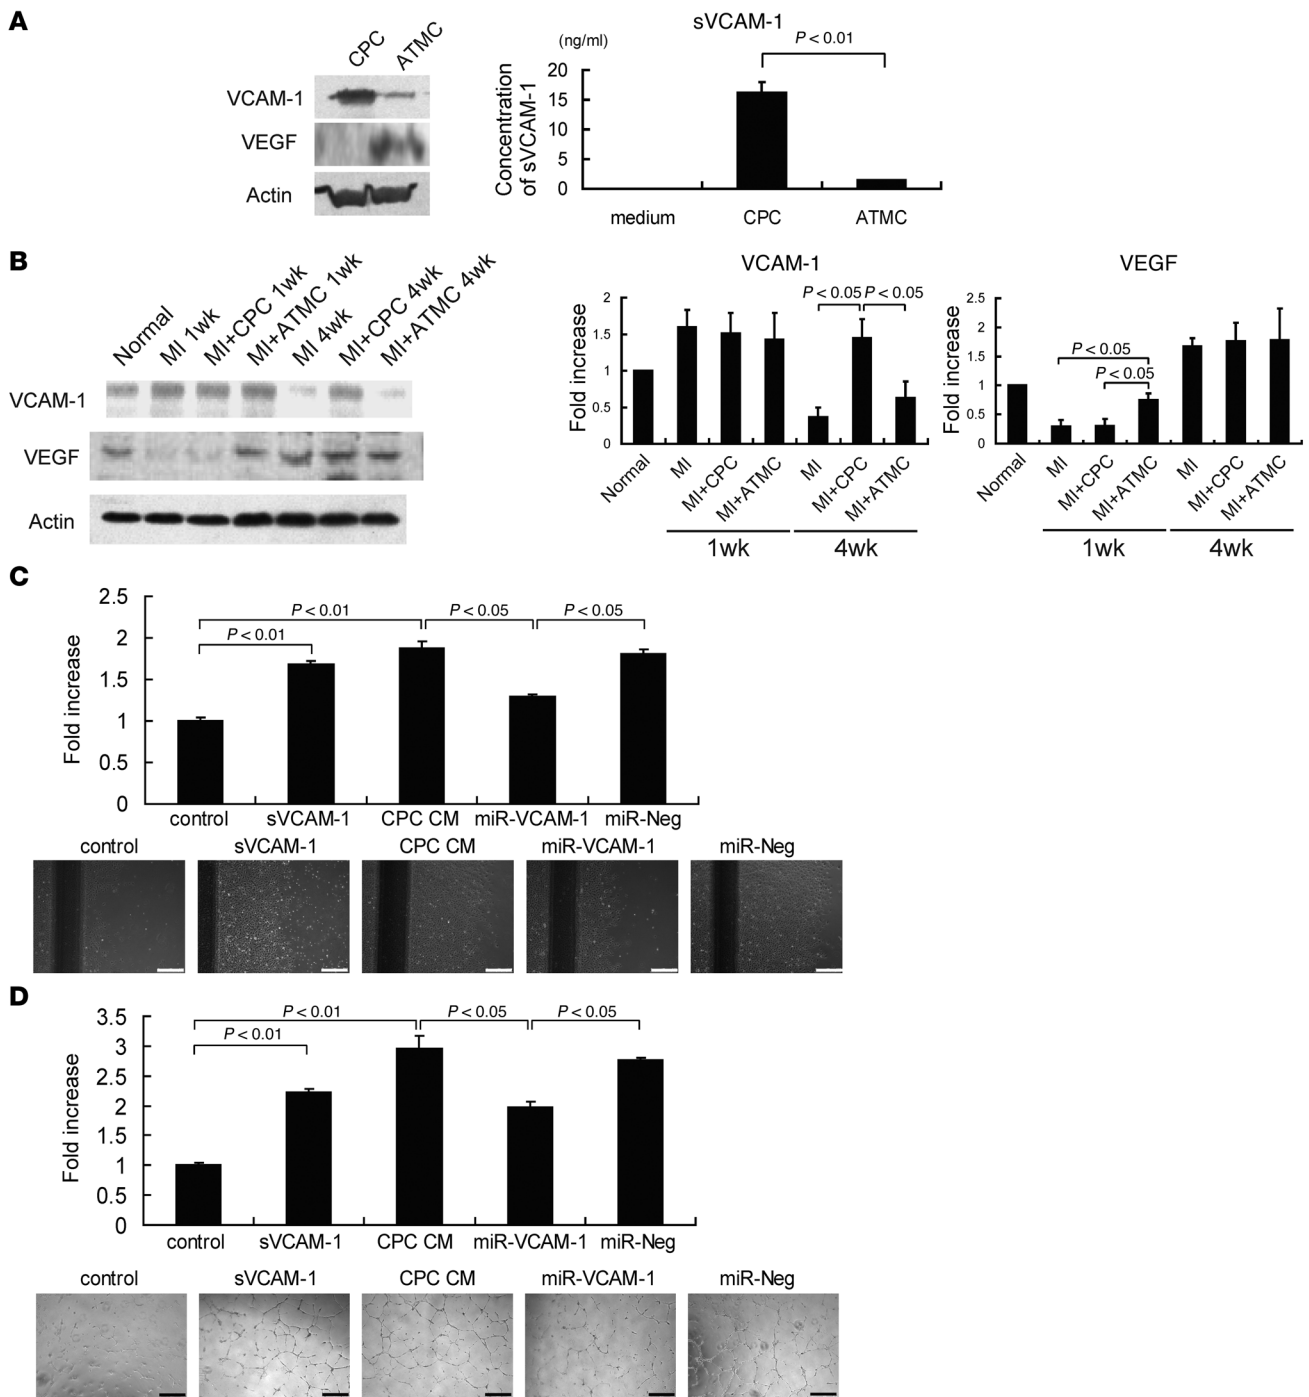 A
CPC
ATMC
VCAM-1
VEGF
Actin
sVCAM-1
(ng/ml)
P < 0.01
Concentration
of sVCAM-1
20
15
10
5
0
medium
CPC
ATMC
B
Normal
MI 1wk
MI+CPC 1wk
MI+ATMC 1wk
MI 4wk
MI+CPC 4wk
MI+ATMC 4wk
VCAM-1
VEGF
Actin
VCAM-1
P < 0.05
P < 0.05
Fold increase
2
1.5
1
0.5
0
Normal
MI
MI+CPC
MI+ATMC
MI
MI+CPC
MI+ATMC
1wk
4wk
VEGF
P < 0.05
P < 0.05
Fold increase
2.5
2
1.5
1
0.5
0
Normal
MI
MI+CPC
MI+ATMC
MI
MI+CPC
MI+ATMC
1wk
4wk
C
P < 0.01
P < 0.05
P < 0.05
P < 0.01
Fold increase
2.5
2
1.5
1
0.5
0
control
sVCAM-1
CPC CM
miR-VCAM-1
miR-Neg
control
sVCAM-1
CPC CM
miR-VCAM-1
miR-Neg
D
P < 0.01
P < 0.05
P < 0.05
P < 0.01
Fold increase
3.5
3
2.5
2
1.5
1
0.5
0
control
sVCAM-1
CPC CM
miR-VCAM-1
miR-Neg
control
sVCAM-1
CPC CM
miR-VCAM-1
miR-Neg